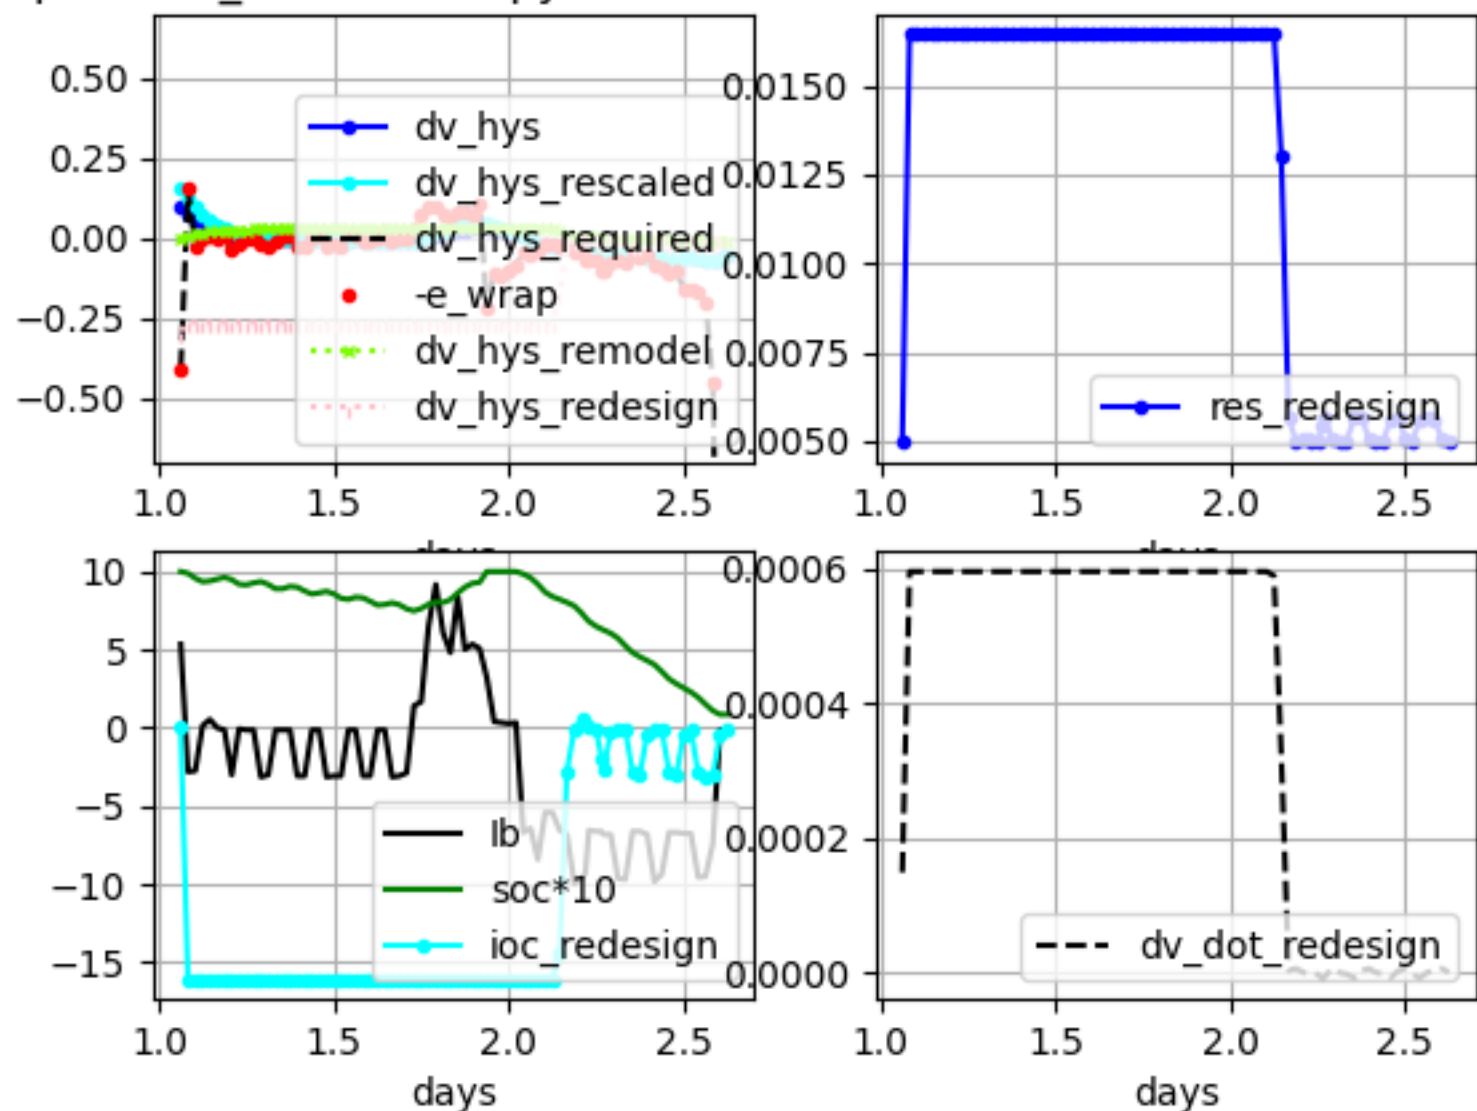 0.50
0.25
0.00
−0.25
−0.50
dv_hys
dv_hys_rescaled
dv_hys_required
-e_wrap
dv_hys_remodel
dv_hys_redesign
1.0 1.5 2.0 2.5
days
0.0150
0.0125
0.0100
0.0075
0.0050
res_redesign
1.0 1.5 2.0 2.5
days
10
5
0
−5
−10
−15
Ib
soc*10
ioc_redesign
1.0 1.5 2.0 2.5
days
0.0006
0.0004
0.0002
0.0000
dv_dot_redesign
1.0 1.5 2.0 2.5
days